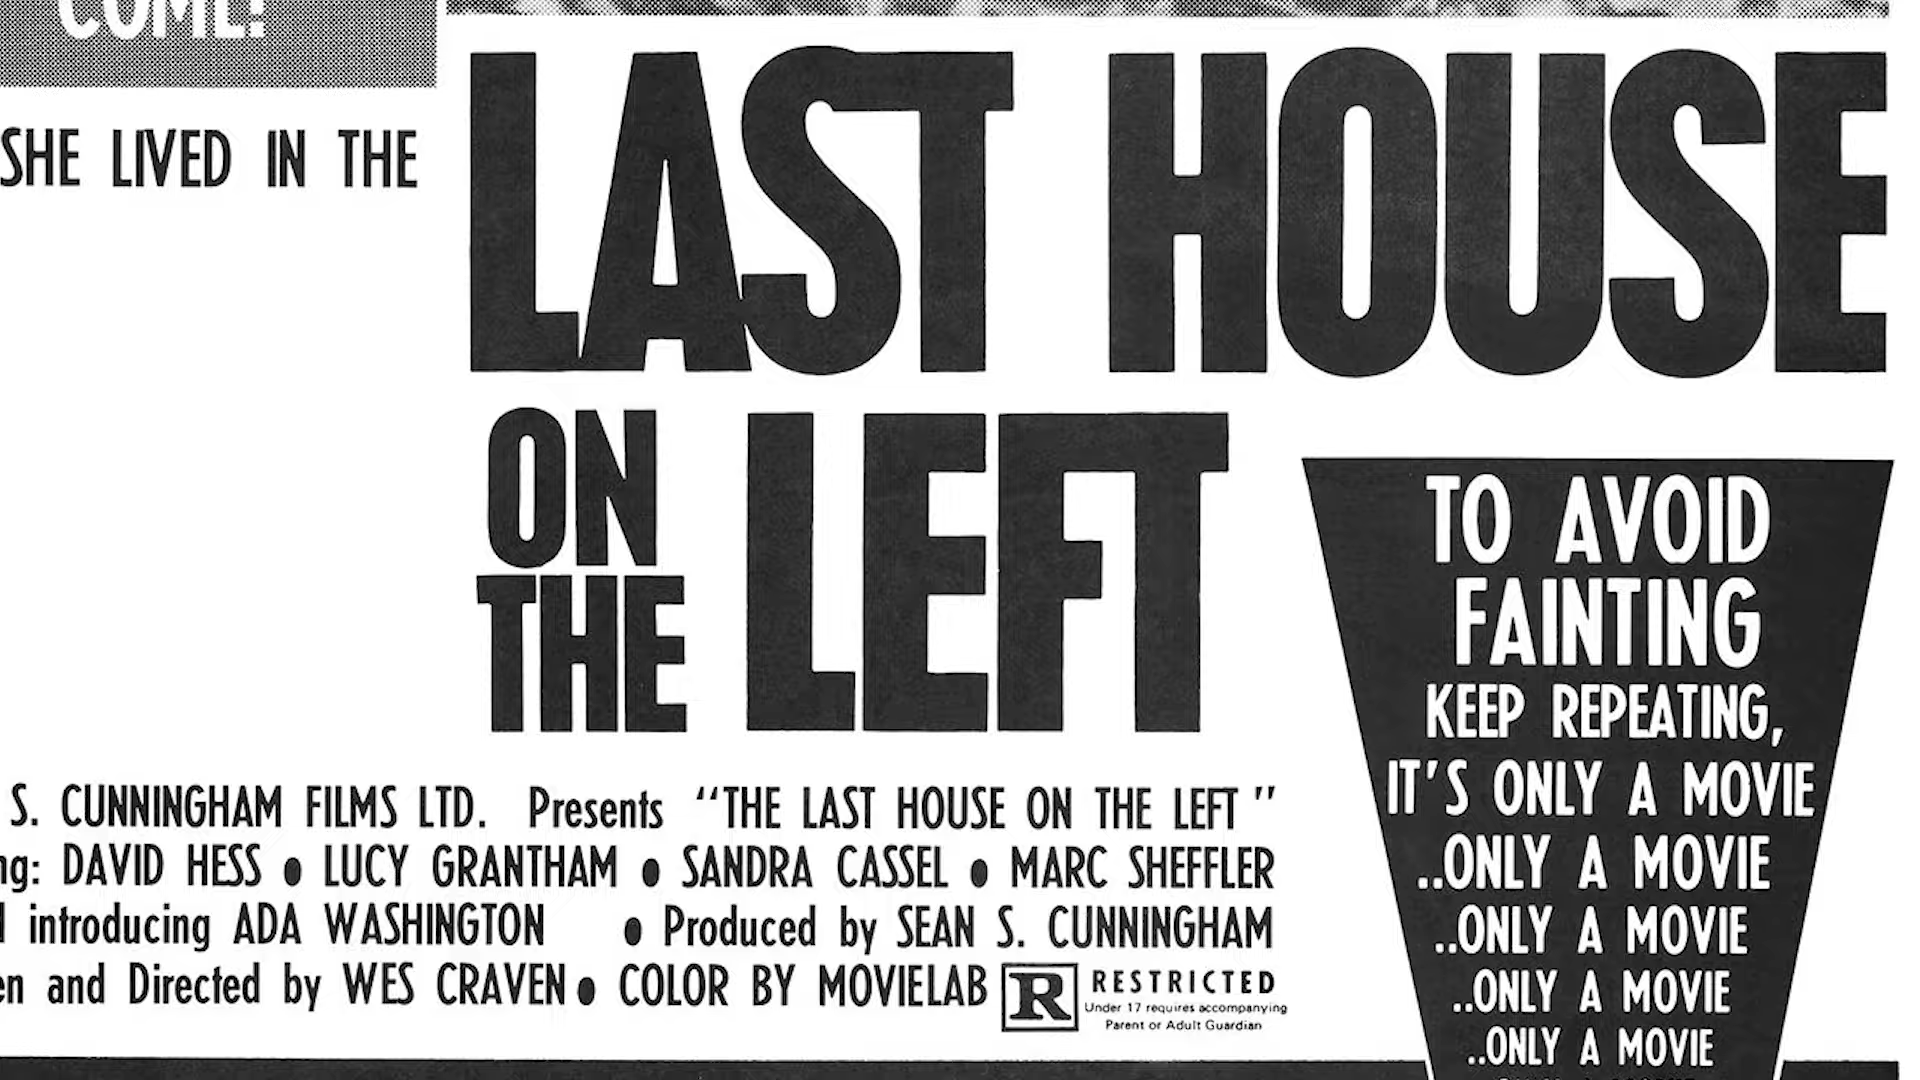 COME!
SHE LIVED IN THE
LAST HOUSE
ON
THE
LEFT
TO AVOID
FAINTING
KEEP REPEATING,
IT'S ONLY A MOVIE
..ONLY A MOVIE
..ONLY A MOVIE
..ONLY A MOVIE
..ONLY A MOVIE
S. CUNNINGHAM FILMS LTD. Presents “THE LAST HOUSE ON THE LEFT”
ng: DAVID HESS • LUCY GRANTHAM • SANDRA CASSEL • MARC SHEFFLER
introducing ADA WASHINGTON • Produced by SEAN S. CUNNINGHAM
en and Directed by WES CRAVEN • COLOR BY MOVIELAB
R RESTRICTED
Under 17 requires accompanying
Parent or Adult Guardian